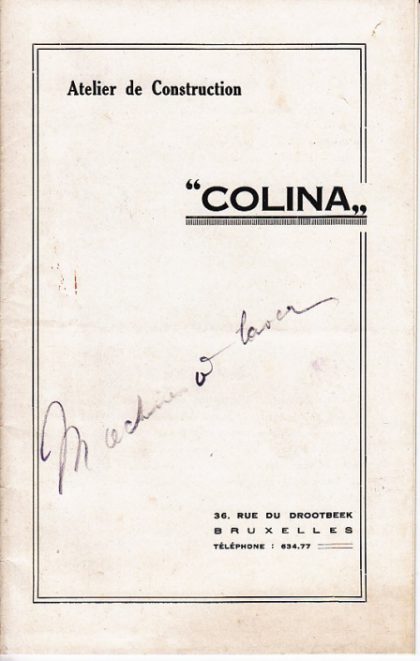 Atelier de Construction
“COLINA„
Machine à laver
36, RUE DU DROOTBEEK
BRUXELLES
TÉLÉPHONE : 634.77